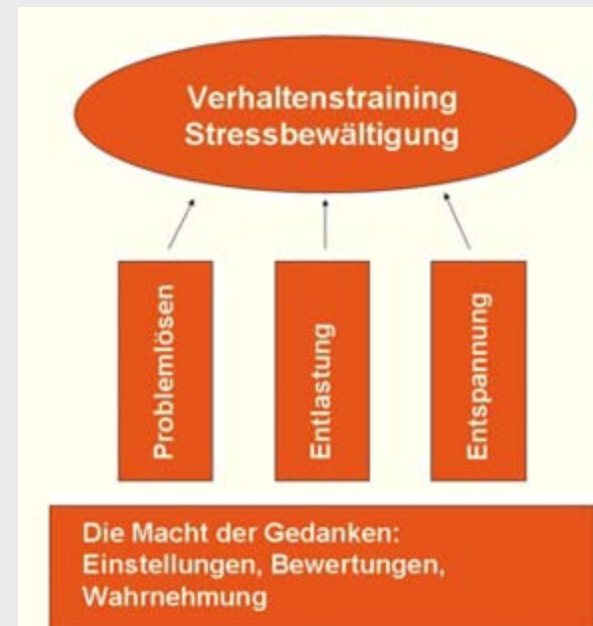 Verhaltenstraining
Stressbewältigung
Problemlösen
Entlastung
Entspannung
Die Macht der Gedanken:
Einstellungen, Bewertungen,
Wahrnehmung